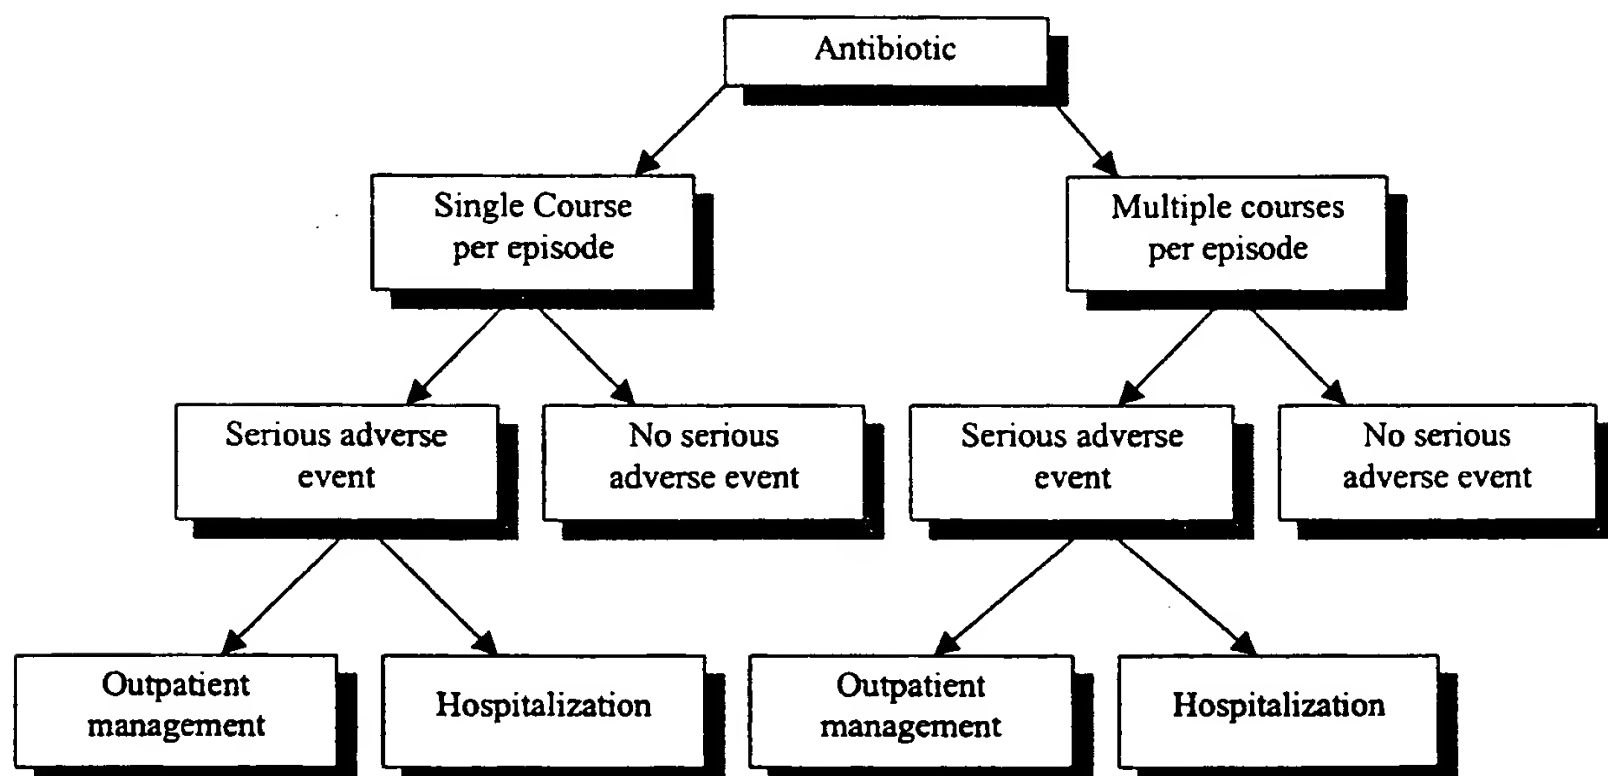 Antibiotic
Single Course
per episode
Multiple courses
per episode
Serious adverse
event
No serious
adverse event
Serious adverse
event
No serious
adverse event
Outpatient
management
Hospitalization
Outpatient
management
Hospitalization